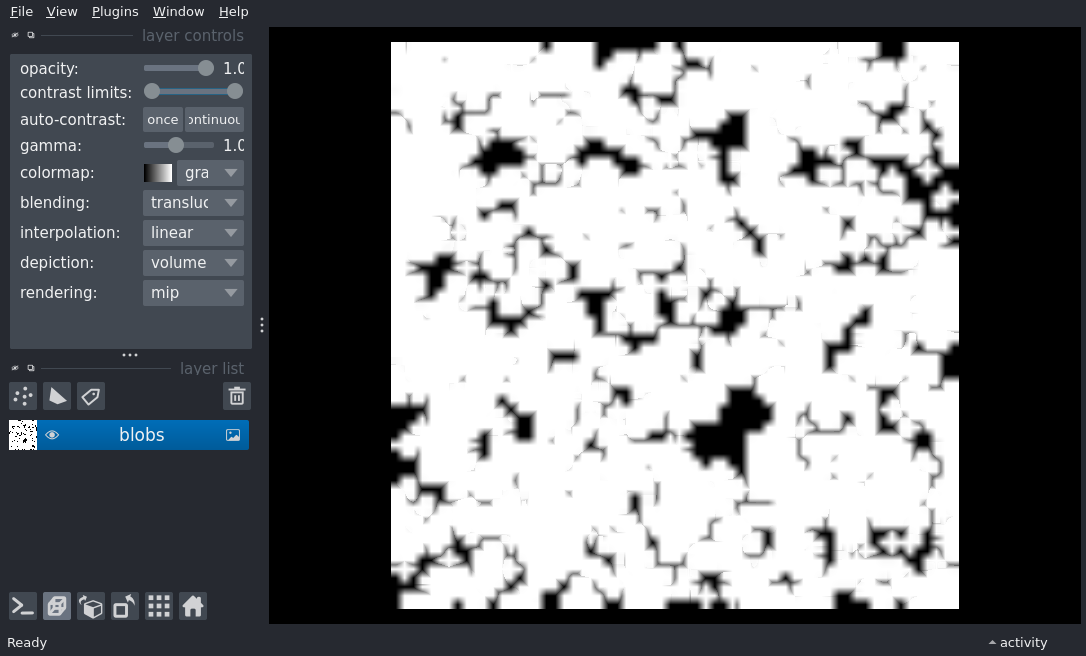 File View Plugins Window Help
layer controls
opacity: 1.0
contrast limits:
auto-contrast: once ontinuou
gamma: 1.0
colormap: gra
blending: transluc
interpolation: linear
depiction: volume
rendering: mip
layer list
blobs
Ready activity